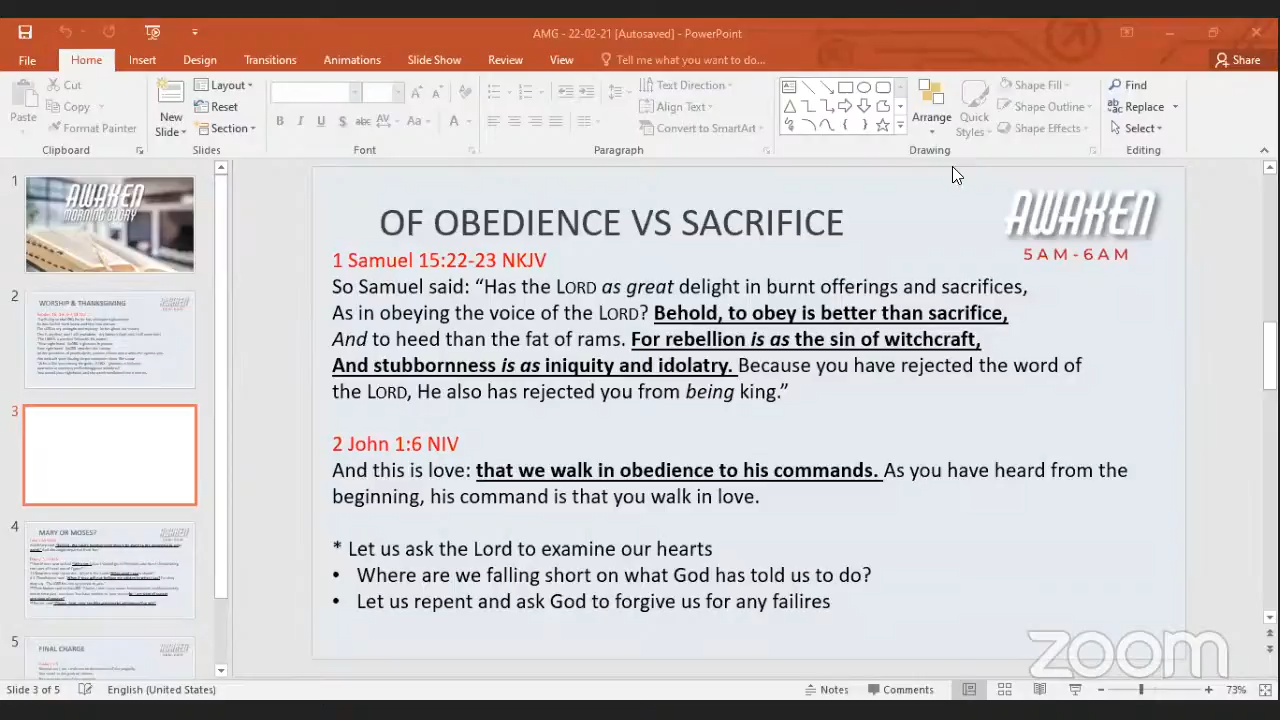 AMG - 22-02-21 [Autosaved] - PowerPoint
File Home Insert Design Transitions Animations Slide Show Review View Tell me what you want to do... Share
Cut
Copy
Format Painter
Paste
Clipboard
New Slide
Layout
Reset
Section
Slides
B I U S abc AV Aa A
Font
Text Direction
Align Text
Convert to SmartArt
Paragraph
Arrange
Quick Styles
Shape Fill
Shape Outline
Shape Effects
Drawing
Find
Replace
Select
Editing
1
AWAKEN
MORNING GLORY
2
WORSHIP & THANKSGIVING
3
4
MARY OR MOSES?
5
FINAL CHARGE
OF OBEDIENCE VS SACRIFICE
AWAKEN
5AM-6AM
1 Samuel 15:22-23 NKJV
So Samuel said: “Has the LORD as great delight in burnt offerings and sacrifices,
As in obeying the voice of the LORD? Behold, to obey is better than sacrifice,
And to heed than the fat of rams. For rebellion is as the sin of witchcraft,
And stubbornness is as iniquity and idolatry. Because you have rejected the word of
the LORD, He also has rejected you from being king.”
2 John 1:6 NIV
And this is love: that we walk in obedience to his commands. As you have heard from the
beginning, his command is that you walk in love.
* Let us ask the Lord to examine our hearts
• Where are we falling short on what God has told us to do?
• Let us repent and ask God to forgive us for any failires
zoom
Slide 3 of 5 English (United States) Notes Comments 73%